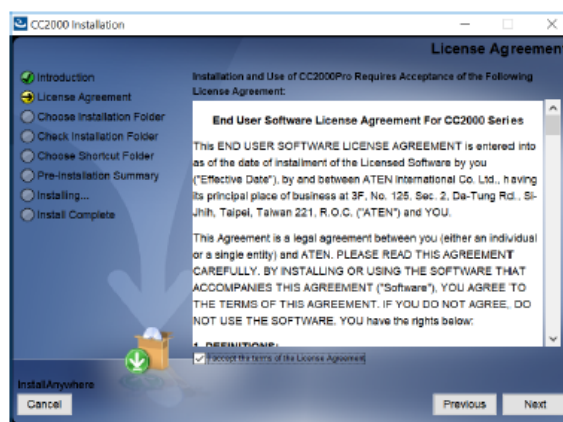 CC2000 Installation
License Agreement
Introduction
License Agreement
Choose Installation Folder
Check Installation Folder
Choose Shortcut Folder
Pre-Installation Summary
Installing...
Install Complete
Installation and Use of CC2000Pro Requires Acceptance of the Following
License Agreement:
End User Software License Agreement For CC2000 Series
This END USER SOFTWARE LICENSE AGREEMENT is entered into
as of the date of installment of the Licensed Software by you
("Effective Date"), by and between ATEN International Co. Ltd., having
its principal place of business at 3F, No. 125, Sec. 2, Da-Tung Rd., Si-
Jhih, Taipei, Taiwan 221, R.O.C. ("ATEN") and YOU.
This Agreement is a legal agreement between you (either an individual
or a single entity) and ATEN. PLEASE READ THIS AGREEMENT
CAREFULLY. BY INSTALLING OR USING THE SOFTWARE THAT
ACCOMPANIES THIS AGREEMENT ("Software"), YOU AGREE TO
THE TERMS OF THIS AGREEMENT. IF YOU DO NOT AGREE, DO
NOT USE THE SOFTWARE. YOU have the rights below:
1. DEFINITIONS:
I accept the terms of the License Agreement
InstallAnywhere
Cancel
Previous
Next